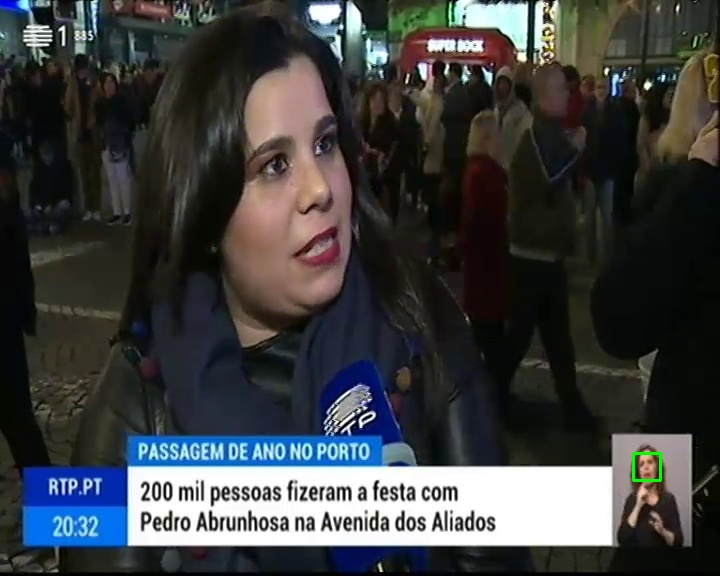 1 885
SUPER BOCK
PASSAGEM DE ANO NO PORTO
RTP.PT
200 mil pessoas fizeram a festa com
20:32
Pedro Abrunhosa na Avenida dos Aliados